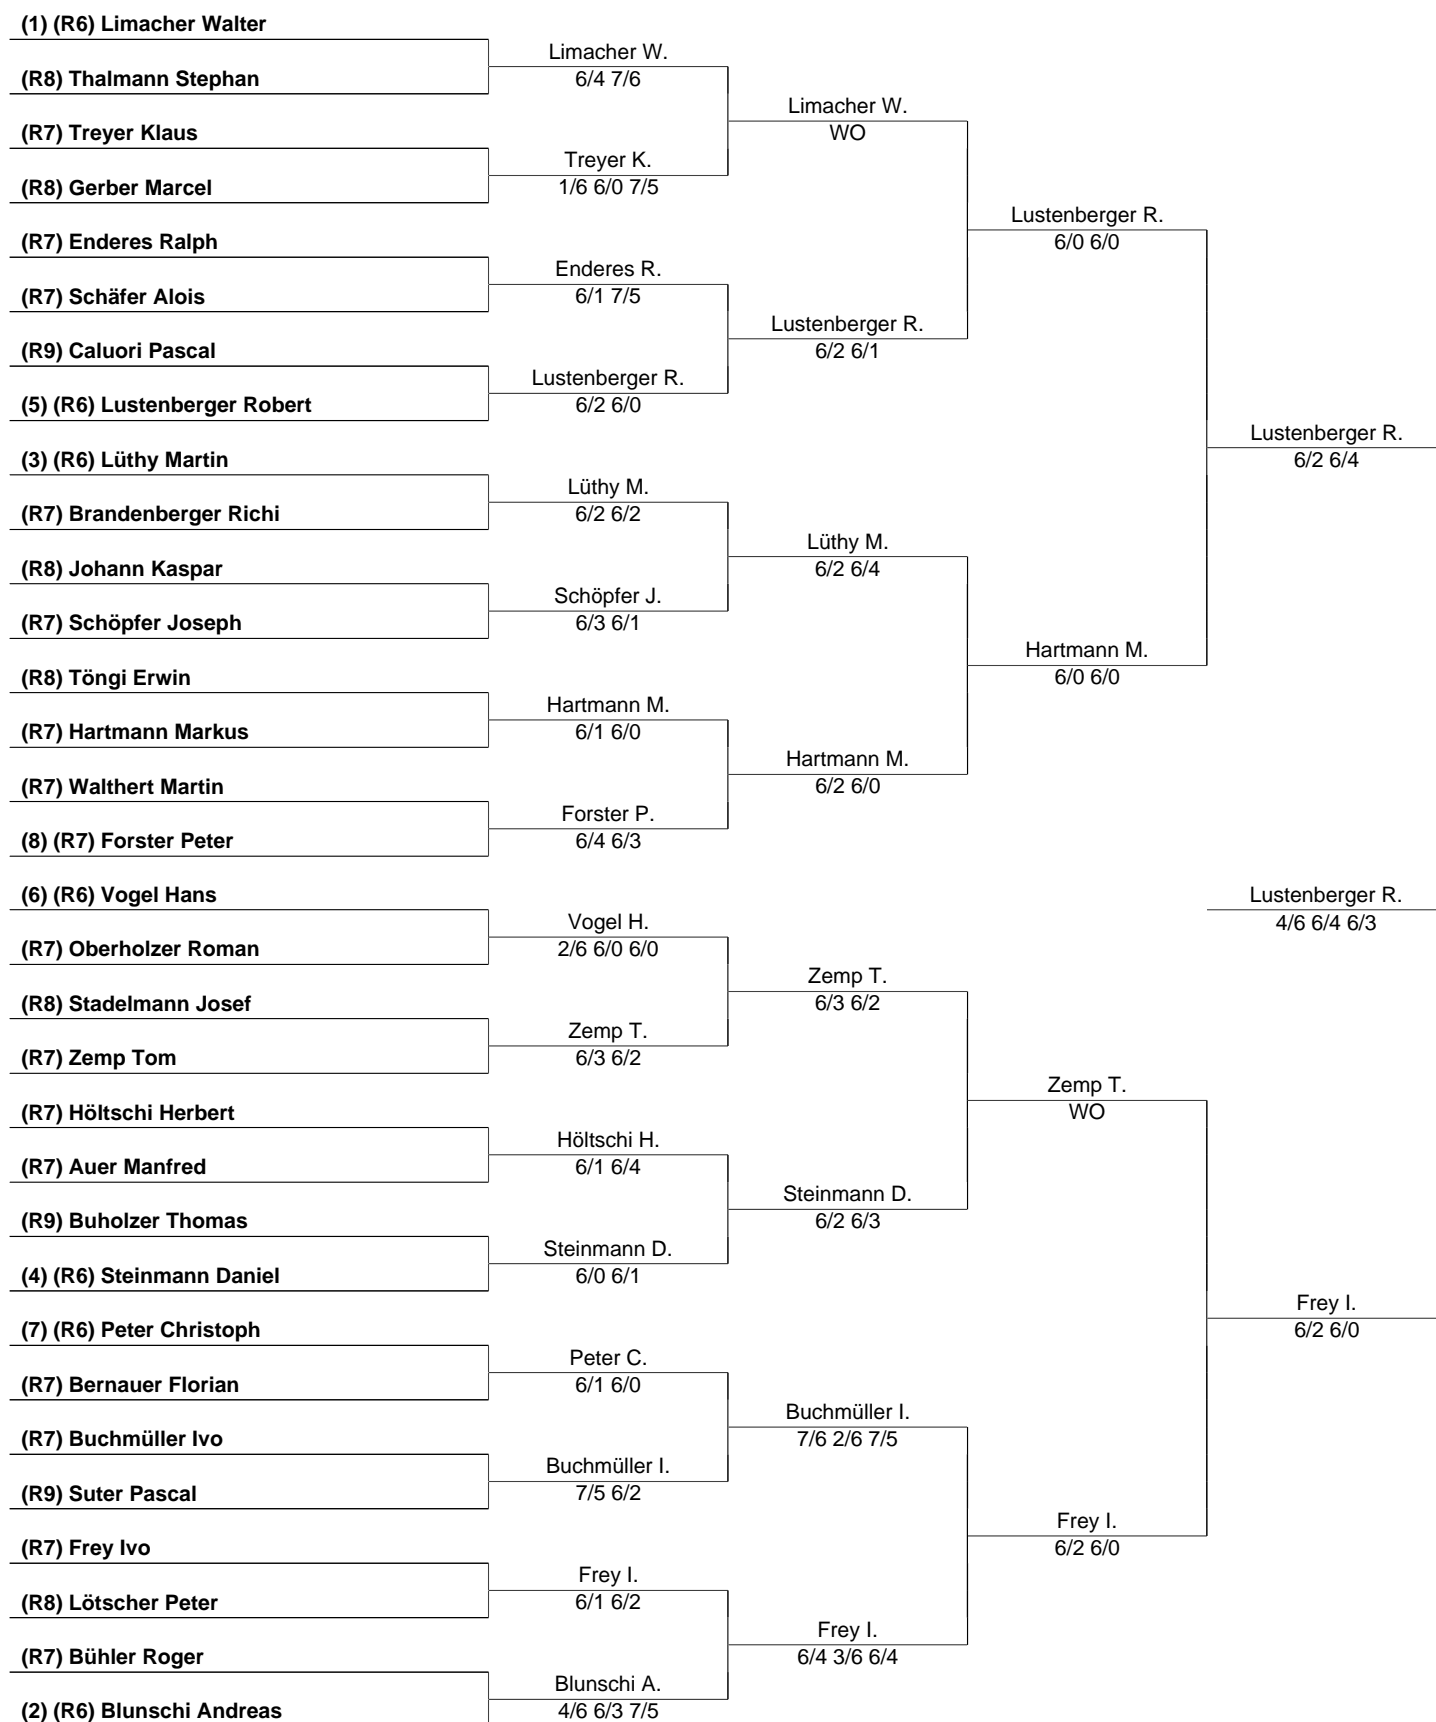 (1) (R6) Limacher Walter
(R8) Thalmann Stephan
(R7) Treyer Klaus
(R8) Gerber Marcel
(R7) Enderes Ralph
(R7) Schäfer Alois
(R9) Caluori Pascal
(5) (R6) Lustenberger Robert
(3) (R6) Lüthy Martin
(R7) Brandenberger Richi
(R8) Johann Kaspar
(R7) Schöpfer Joseph
(R8) Töngi Erwin
(R7) Hartmann Markus
(R7) Walthert Martin
(8) (R7) Forster Peter
(6) (R6) Vogel Hans
(R7) Oberholzer Roman
(R8) Stadelmann Josef
(R7) Zemp Tom
(R7) Höltschi Herbert
(R7) Auer Manfred
(R9) Buholzer Thomas
(4) (R6) Steinmann Daniel
(7) (R6) Peter Christoph
(R7) Bernauer Florian
(R7) Buchmüller Ivo
(R9) Suter Pascal
(R7) Frey Ivo
(R8) Lötscher Peter
(R7) Bühler Roger
(2) (R6) Blunschi Andreas
Limacher W.
6/4 7/6
Treyer K.
1/6 6/0 7/5
Enderes R.
6/1 7/5
Lustenberger R.
6/2 6/0
Lüthy M.
6/2 6/2
Schöpfer J.
6/3 6/1
Hartmann M.
6/1 6/0
Forster P.
6/4 6/3
Vogel H.
2/6 6/0 6/0
Zemp T.
6/3 6/2
Höltschi H.
6/1 6/4
Steinmann D.
6/0 6/1
Peter C.
6/1 6/0
Buchmüller I.
7/5 6/2
Frey I.
6/1 6/2
Blunschi A.
4/6 6/3 7/5
Limacher W.
WO
Lustenberger R.
6/2 6/1
Lüthy M.
6/2 6/4
Hartmann M.
6/2 6/0
Zemp T.
6/3 6/2
Steinmann D.
6/2 6/3
Buchmüller I.
7/6 2/6 7/5
Frey I.
6/4 3/6 6/4
Lustenberger R.
6/0 6/0
Hartmann M.
6/0 6/0
Zemp T.
WO
Frey I.
6/2 6/0
Lustenberger R.
6/2 6/4
Lustenberger R.
4/6 6/4 6/3
Frey I.
6/2 6/0